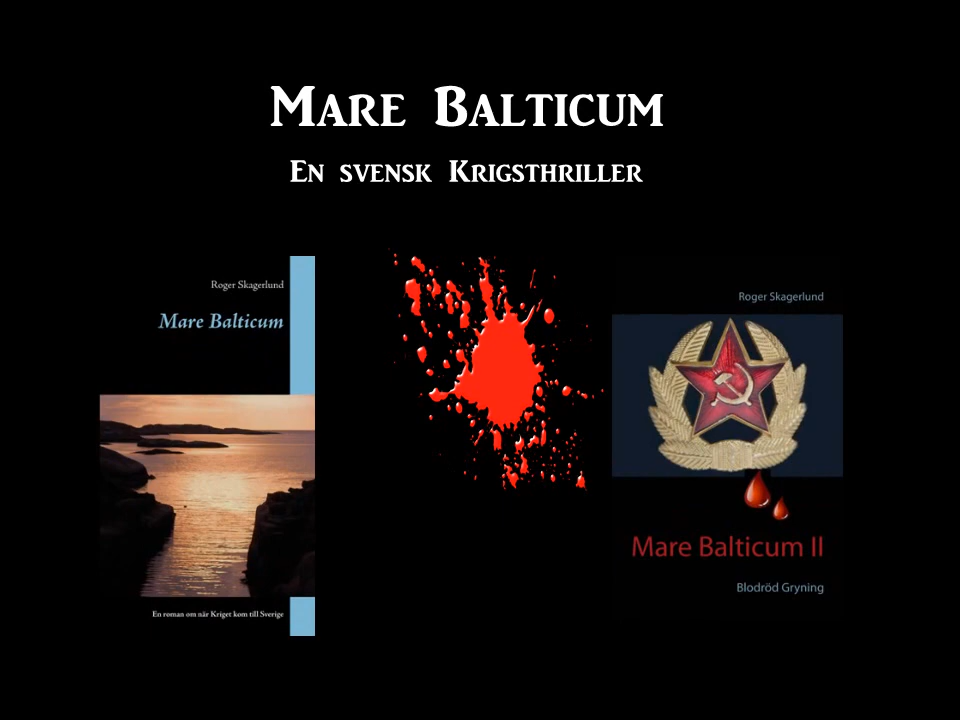 Mare Balticum
En svensk Krigsthriller
Roger Skagerlund
Mare Balticum
En roman om när Kriget kom till Sverige
Roger Skagerlund
Mare Balticum II
Blodröd Gryning